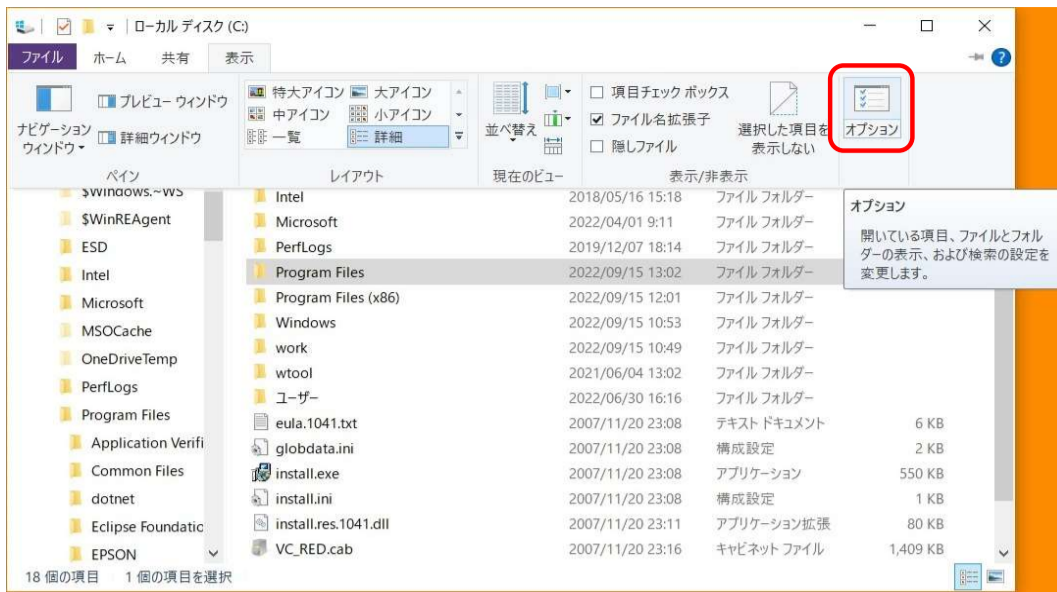 ローカル ディスク (C:)
ファイル ホーム 共有 表示
ナビゲーション ウィンドウ
プレビュー ウィンドウ
詳細ウィンドウ
ペイン
特大アイコン 大アイコン
中アイコン 小アイコン
一覧 詳細
レイアウト
並べ替え
現在のビュー
項目チェック ボックス
ファイル名拡張子
隠しファイル
選択した項目を
表示しない
表示/非表示
オプション
オプション
開いている項目、ファイルとフォル
ダーの表示、および検索の設定を
変更します。
$Windows.~WS
$WinREAgent
ESD
Intel
Microsoft
MSOCache
OneDriveTemp
PerfLogs
Program Files
Application Verifi
Common Files
dotnet
Eclipse Foundatic
EPSON
Intel 2018/05/16 15:18 ファイル フォルダー
Microsoft 2022/04/01 9:11 ファイル フォルダー
PerfLogs 2019/12/07 18:14 ファイル フォルダー
Program Files 2022/09/15 13:02 ファイル フォルダー
Program Files (x86) 2022/09/15 12:01 ファイル フォルダー
Windows 2022/09/15 10:53 ファイル フォルダー
work 2022/09/15 10:49 ファイル フォルダー
wtool 2021/06/04 13:02 ファイル フォルダー
ユーザー 2022/06/30 16:16 ファイル フォルダー
eula.1041.txt 2007/11/20 23:08 テキスト ドキュメント 6 KB
globdata.ini 2007/11/20 23:08 構成設定 2 KB
install.exe 2007/11/20 23:08 アプリケーション 550 KB
install.ini 2007/11/20 23:08 構成設定 1 KB
install.res.1041.dll 2007/11/20 23:11 アプリケーション拡張 80 KB
VC_RED.cab 2007/11/20 23:16 キャビネット ファイル 1,409 KB
18 個の項目 1 個の項目を選択